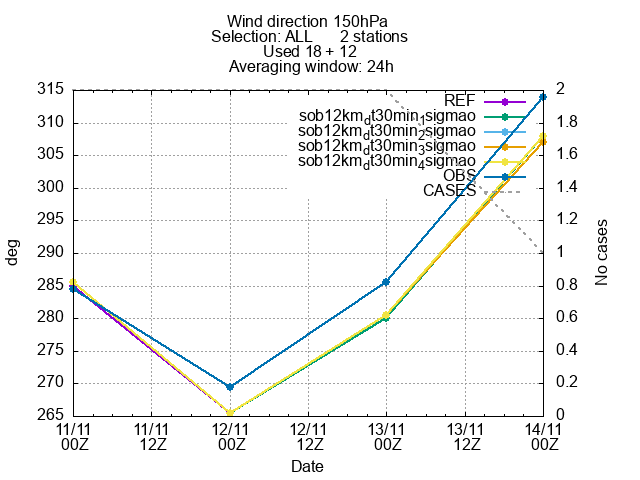 Wind direction 150hPa
Selection: ALL 2 stations
Used 18 + 12
Averaging window: 24h
315
310
305
300
295
290
285
280
275
270
265
deg
2
1.8
1.6
1.4
1.2
1
0.8
0.6
0.4
0.2
0
No cases
REF
sob12km_dt30min_1sigmao
sob12km_dt30min_2sigmao
sob12km_dt30min_3sigmao
sob12km_dt30min_4sigmao
OBS
CASES
11/11 11/11 12/11 12/11 13/11 13/11 14/11
00Z 12Z 00Z 12Z 00Z 12Z 00Z
Date